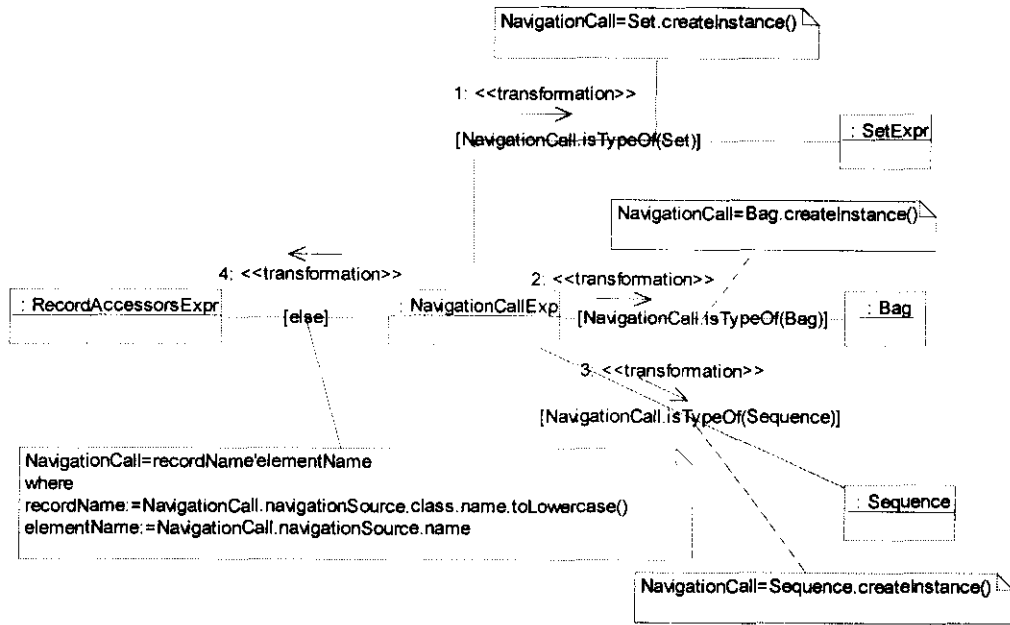 NavigationCall=Set.createInstance()
1: <<transformation>>
[NavigationCall.isTypeOf(Set)]
: SetExpr
NavigationCall=Bag.createInstance()
4: <<transformation>>
2: <<transformation>>
: RecordAccessorsExpr
[else]
: NavigationCallExp
[NavigationCall.isTypeOf(Bag)]
: Bag
3: <<transformation>>
[NavigationCall.isTypeOf(Sequence)]
NavigationCall=recordName'elementName
where
recordName:=NavigationCall.navigationSource.class.name.toLowercase()
elementName:=NavigationCall.navigationSource.name
: Sequence
NavigationCall=Sequence.createInstance()